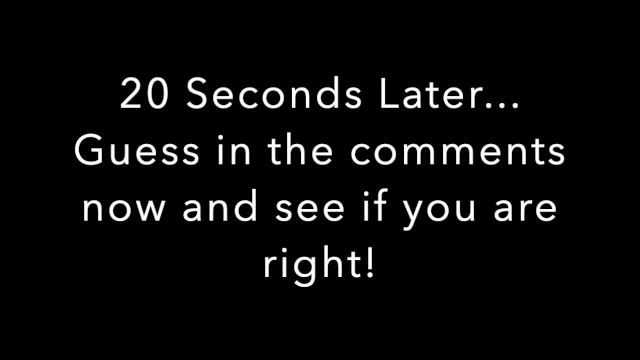 20 Seconds Later...
Guess in the comments
now and see if you are
right!